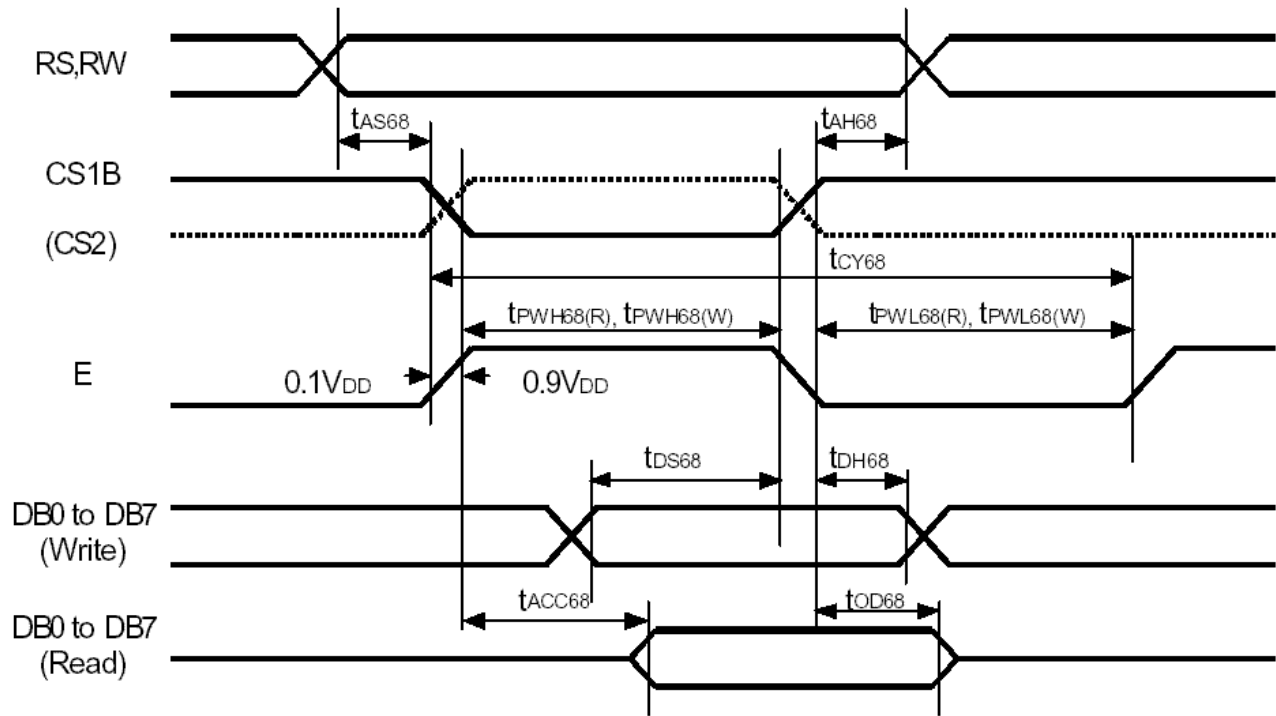 RS,RW
tAS68
tAH68
CS1B
(CS2)
tCY68
tPWH68(R), tPWH68(W)
tPWL68(R), tPWL68(W)
E
0.1VDD
0.9VDD
tDS68
tDH68
DB0 to DB7
(Write)
tACC68
tOD68
DB0 to DB7
(Read)